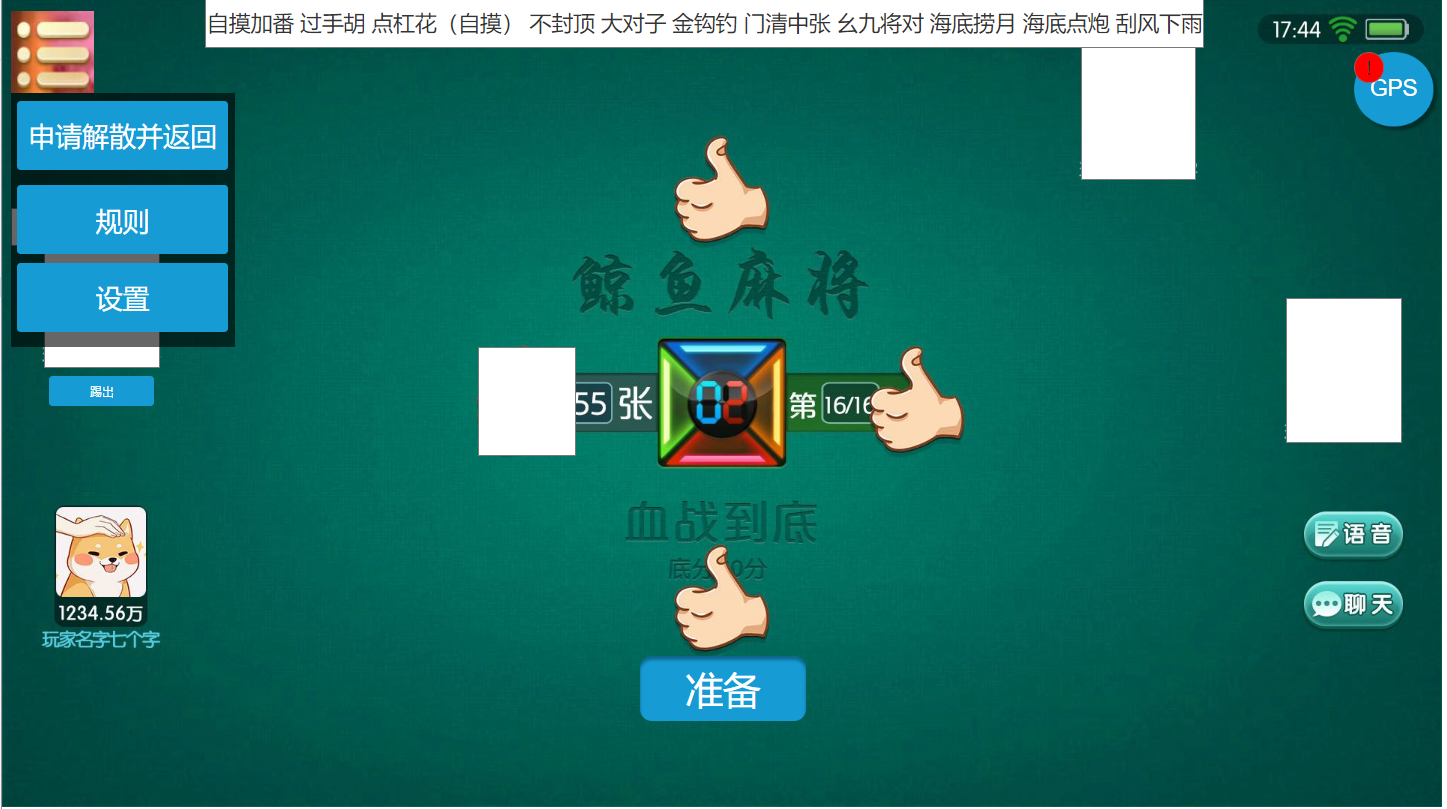 自摸加番 过手胡 点杠花（自摸） 不封顶 大对子 金钩钓 门清中张 幺九将对 海底捞月 海底点炮 刮风下雨
17:44
!
GPS
申请解散并返回
规则
设置
踢出
鲸鱼麻将
55 张
02
第 16/16
血战到底
底分
0分
语音
聊天
1234.56万
玩家名字七个字
准备